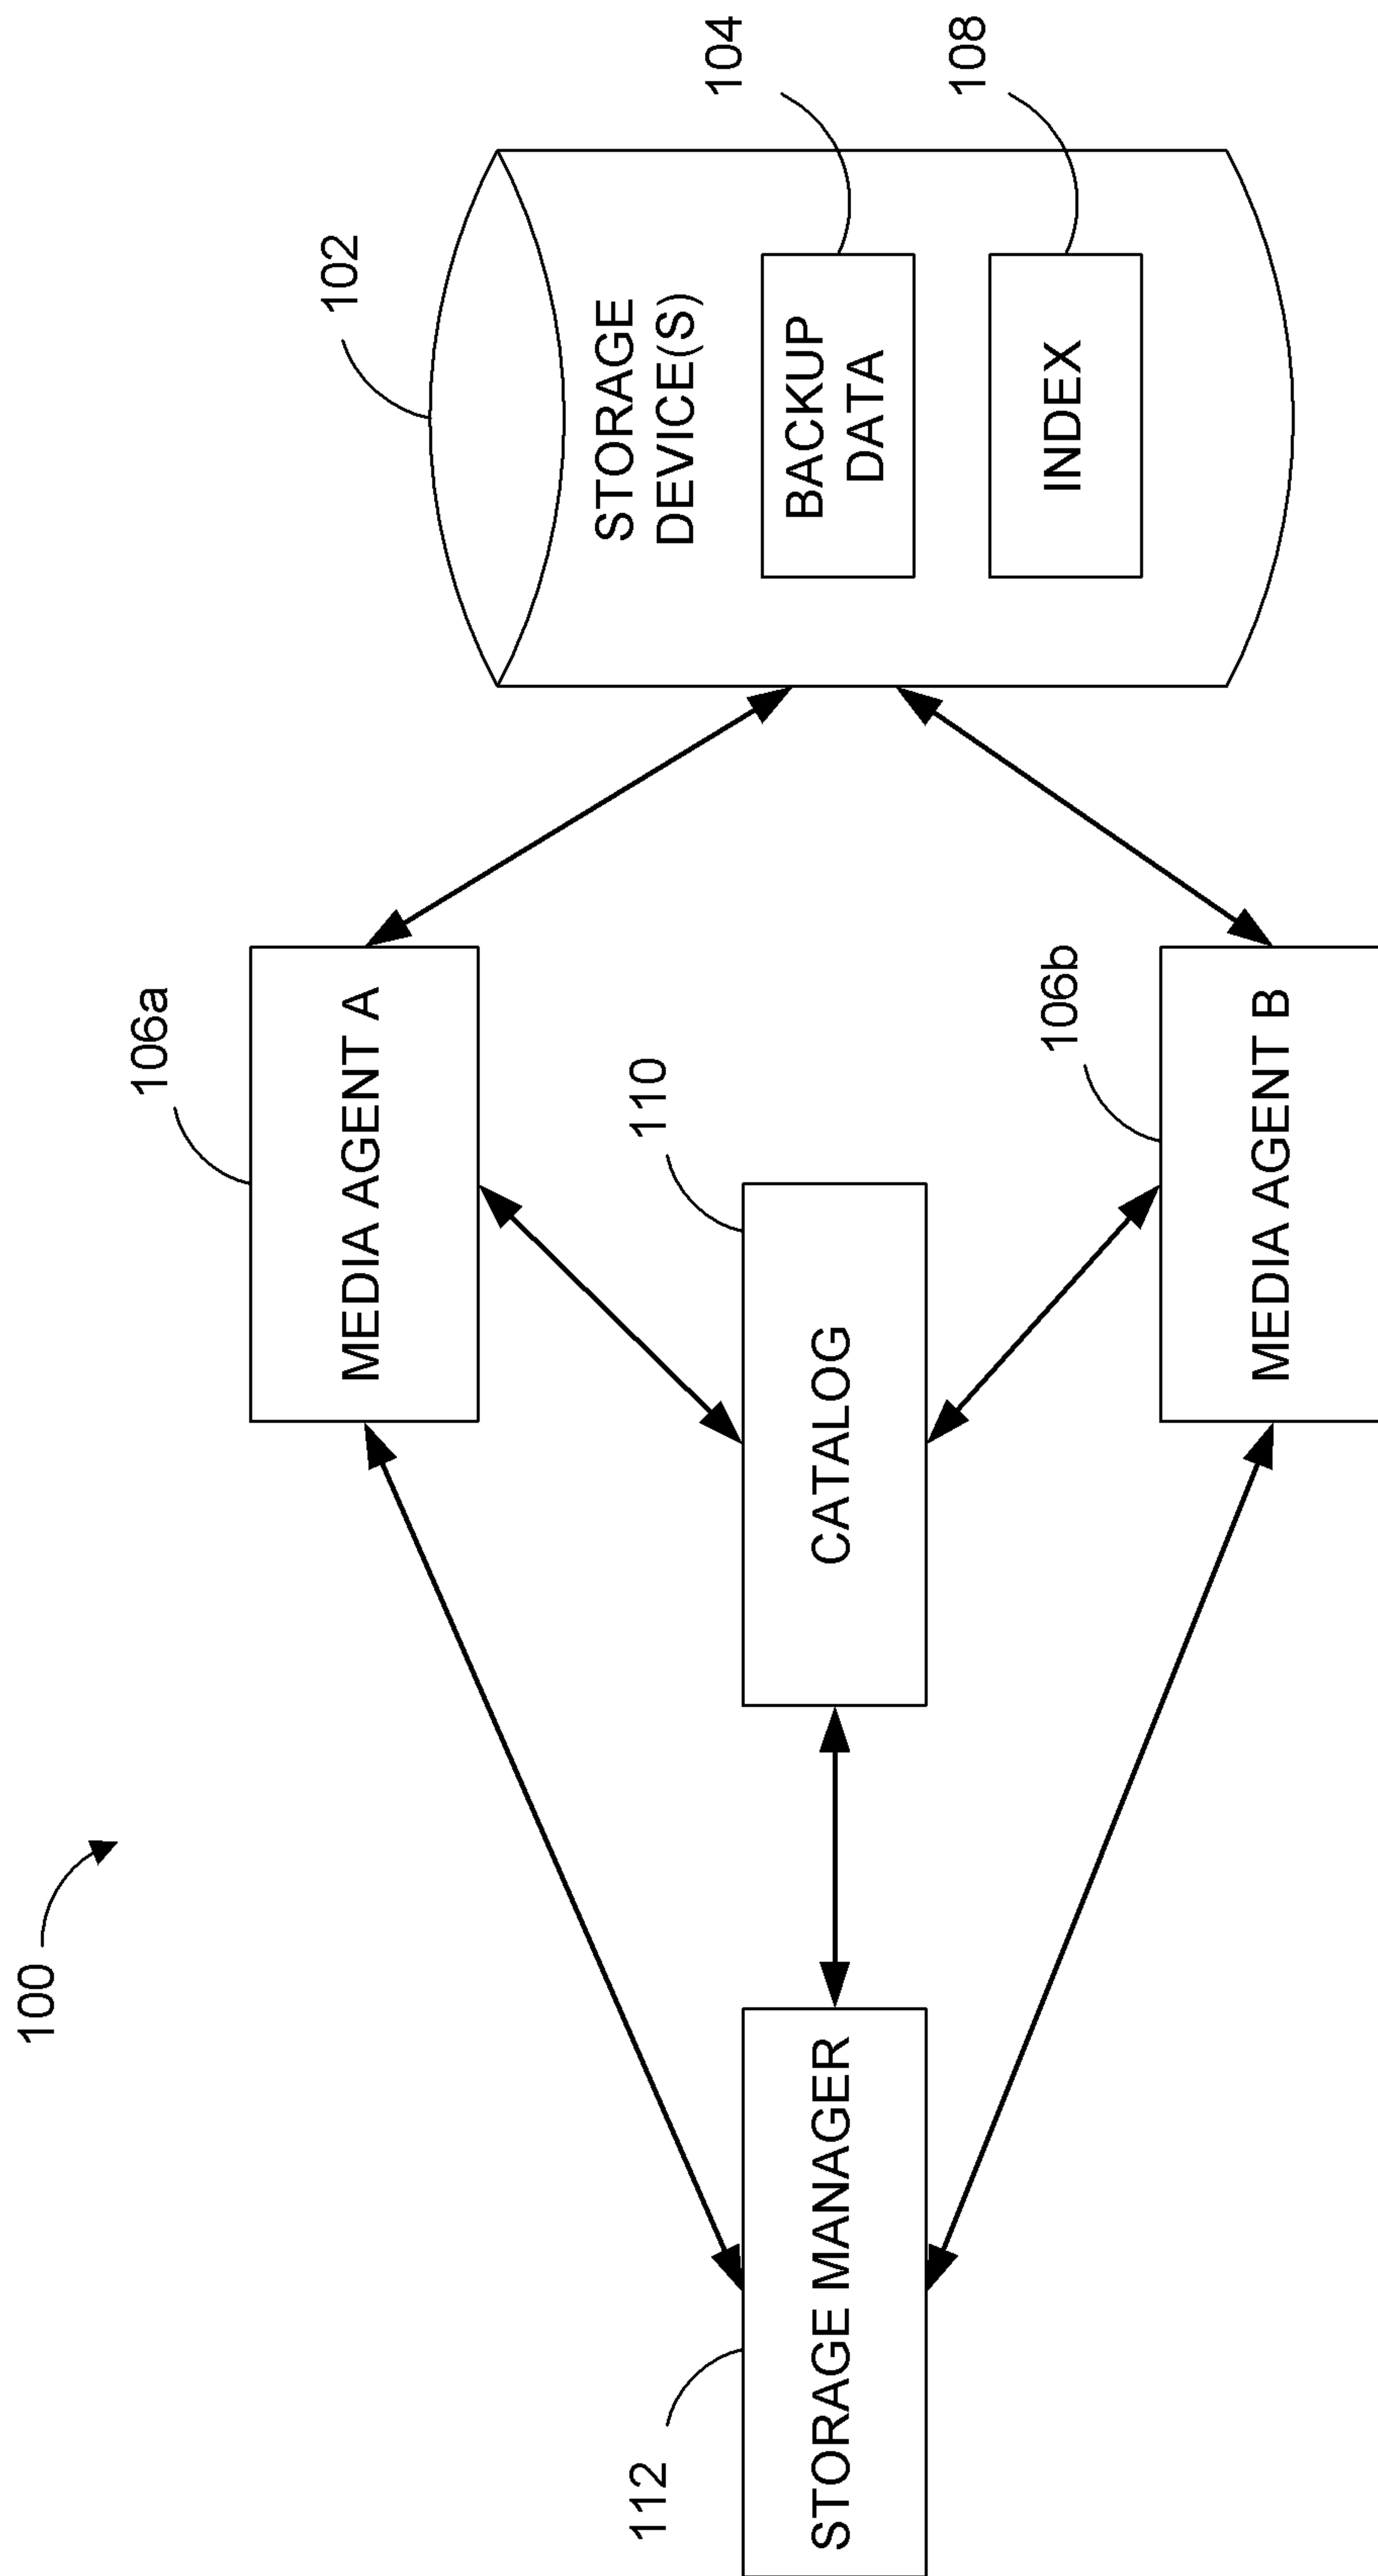 100
102
STORAGE
DEVICE(S)
104
BACKUP
DATA
108
INDEX
106a
MEDIA AGENT A
110
CATALOG
106b
MEDIA AGENT B
112
STORAGE MANAGER